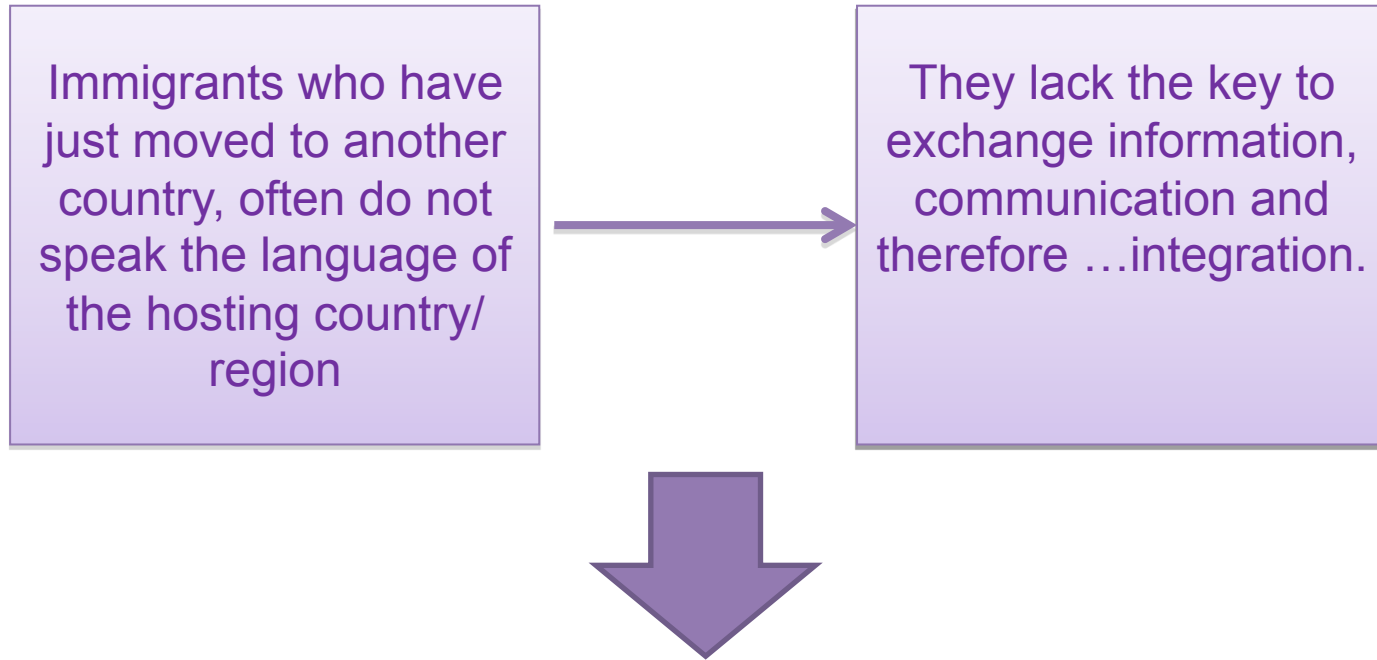 Immigrants who have
just moved to another
country, often do not
speak the language of
the hosting country/
region
They lack the key to
exchange information,
communication and
therefore …integration.